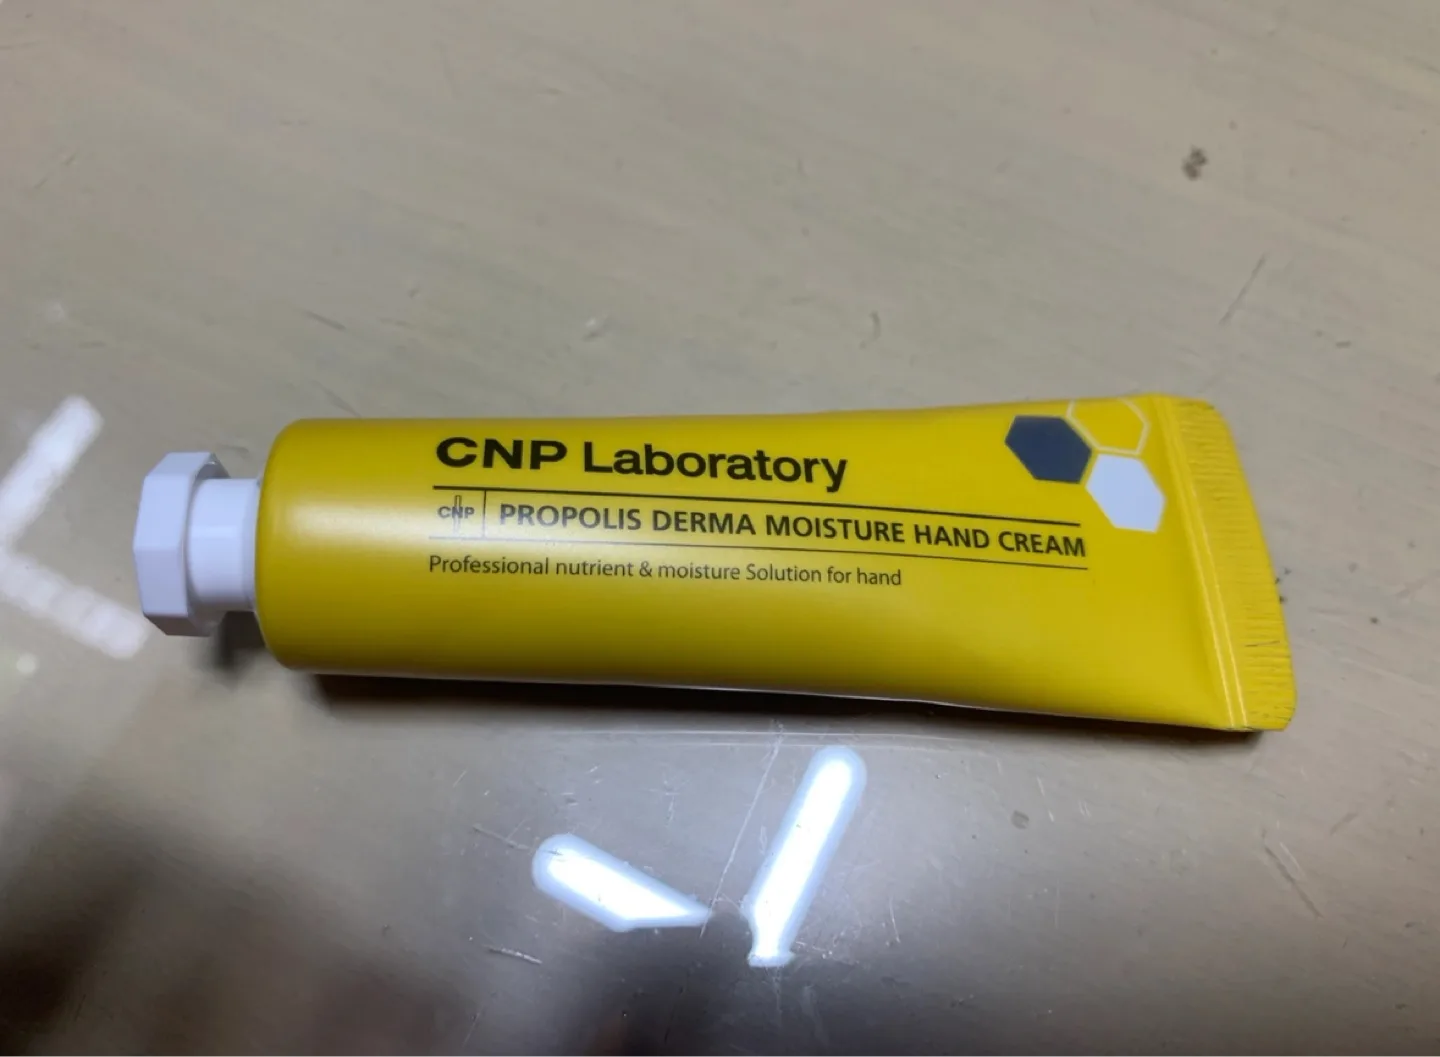 CNP Laboratory
CNP PROPOLIS DERMA MOISTURE HAND CREAM
Professional nutrient & moisture Solution for hand